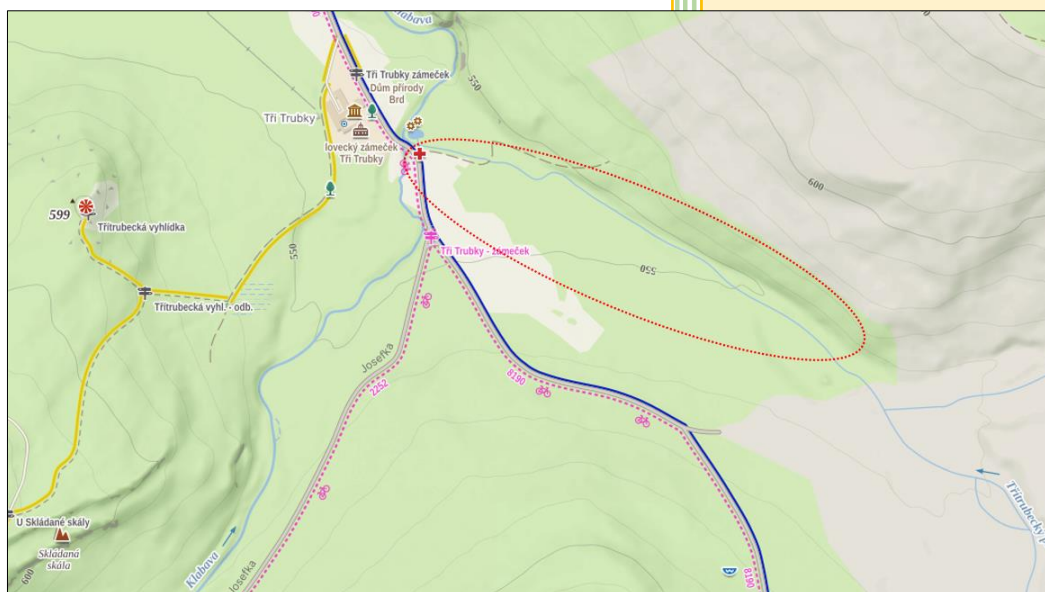 Klabava
Tři Trubky zámeček
Dům přírody
Brd
550
Tři Trubky
lovecký zámeček
Tři Trubky
600
599
Třítrubecká vyhlídka
550
Tři Trubky - zámeček
550
Třítrubecká vyhl. - odb.
Josefka
2252
8190
U Skládané skály
Skládaná
skála
600
Klabava
Josefka
8190
Třítrubecký